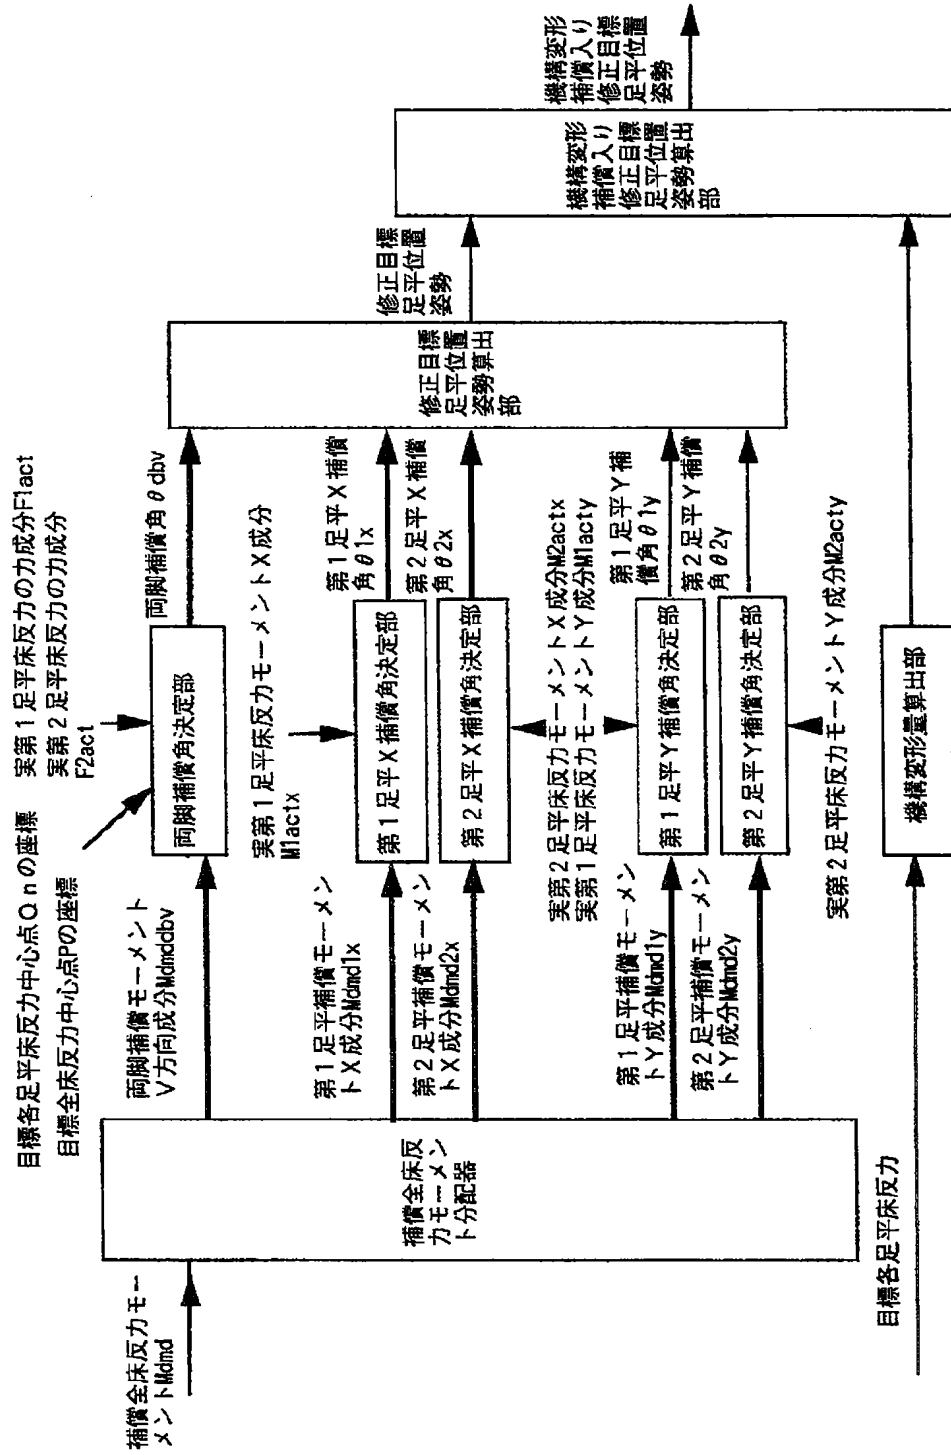 補償全床反力モー
メントMdmd
補償全床反
力モーメン
ト分配器
目標各足平床反力中心点Qnの座標
目標全床反力中心点Pの座標
実第1足平床反力の力成分F1act
実第2足平床反力の力成分
F2act
両脚補償モーメント
V方向成分Mdmddbv
両脚補償角決定部
両脚補償角θdbv
実第1足平床反力モーメントX成分
M1actx
第1足平補償モーメン
トX成分Mdmd1x
第1足平X補償角決定部
第1足平X補償
角θ1x
第2足平補償モーメン
トX成分Mdmd2x
第2足平X補償角決定部
第2足平X補償
角θ2x
実第2足平床反力モーメントX成分M2actx
実第1足平床反力モーメントY成分M1acty
第1足平補償モーメン
トY成分Mdmd1y
第1足平Y補償角決定部
第1足平Y補
償角θ1y
第2足平補償モーメン
トY成分Mdmd2y
第2足平Y補償角決定部
第2足平Y補償
角θ2y
実第2足平床反力モーメントY成分M2acty
目標各足平床反力
機構変形量算出部
修正目標
足平位置
姿勢算出
部
修正目標
足平位置
姿勢
機構変形
補償入り
修正目標
足平位置
姿勢算出
部
機構変形
補償入り
修正目標
足平位置
姿勢